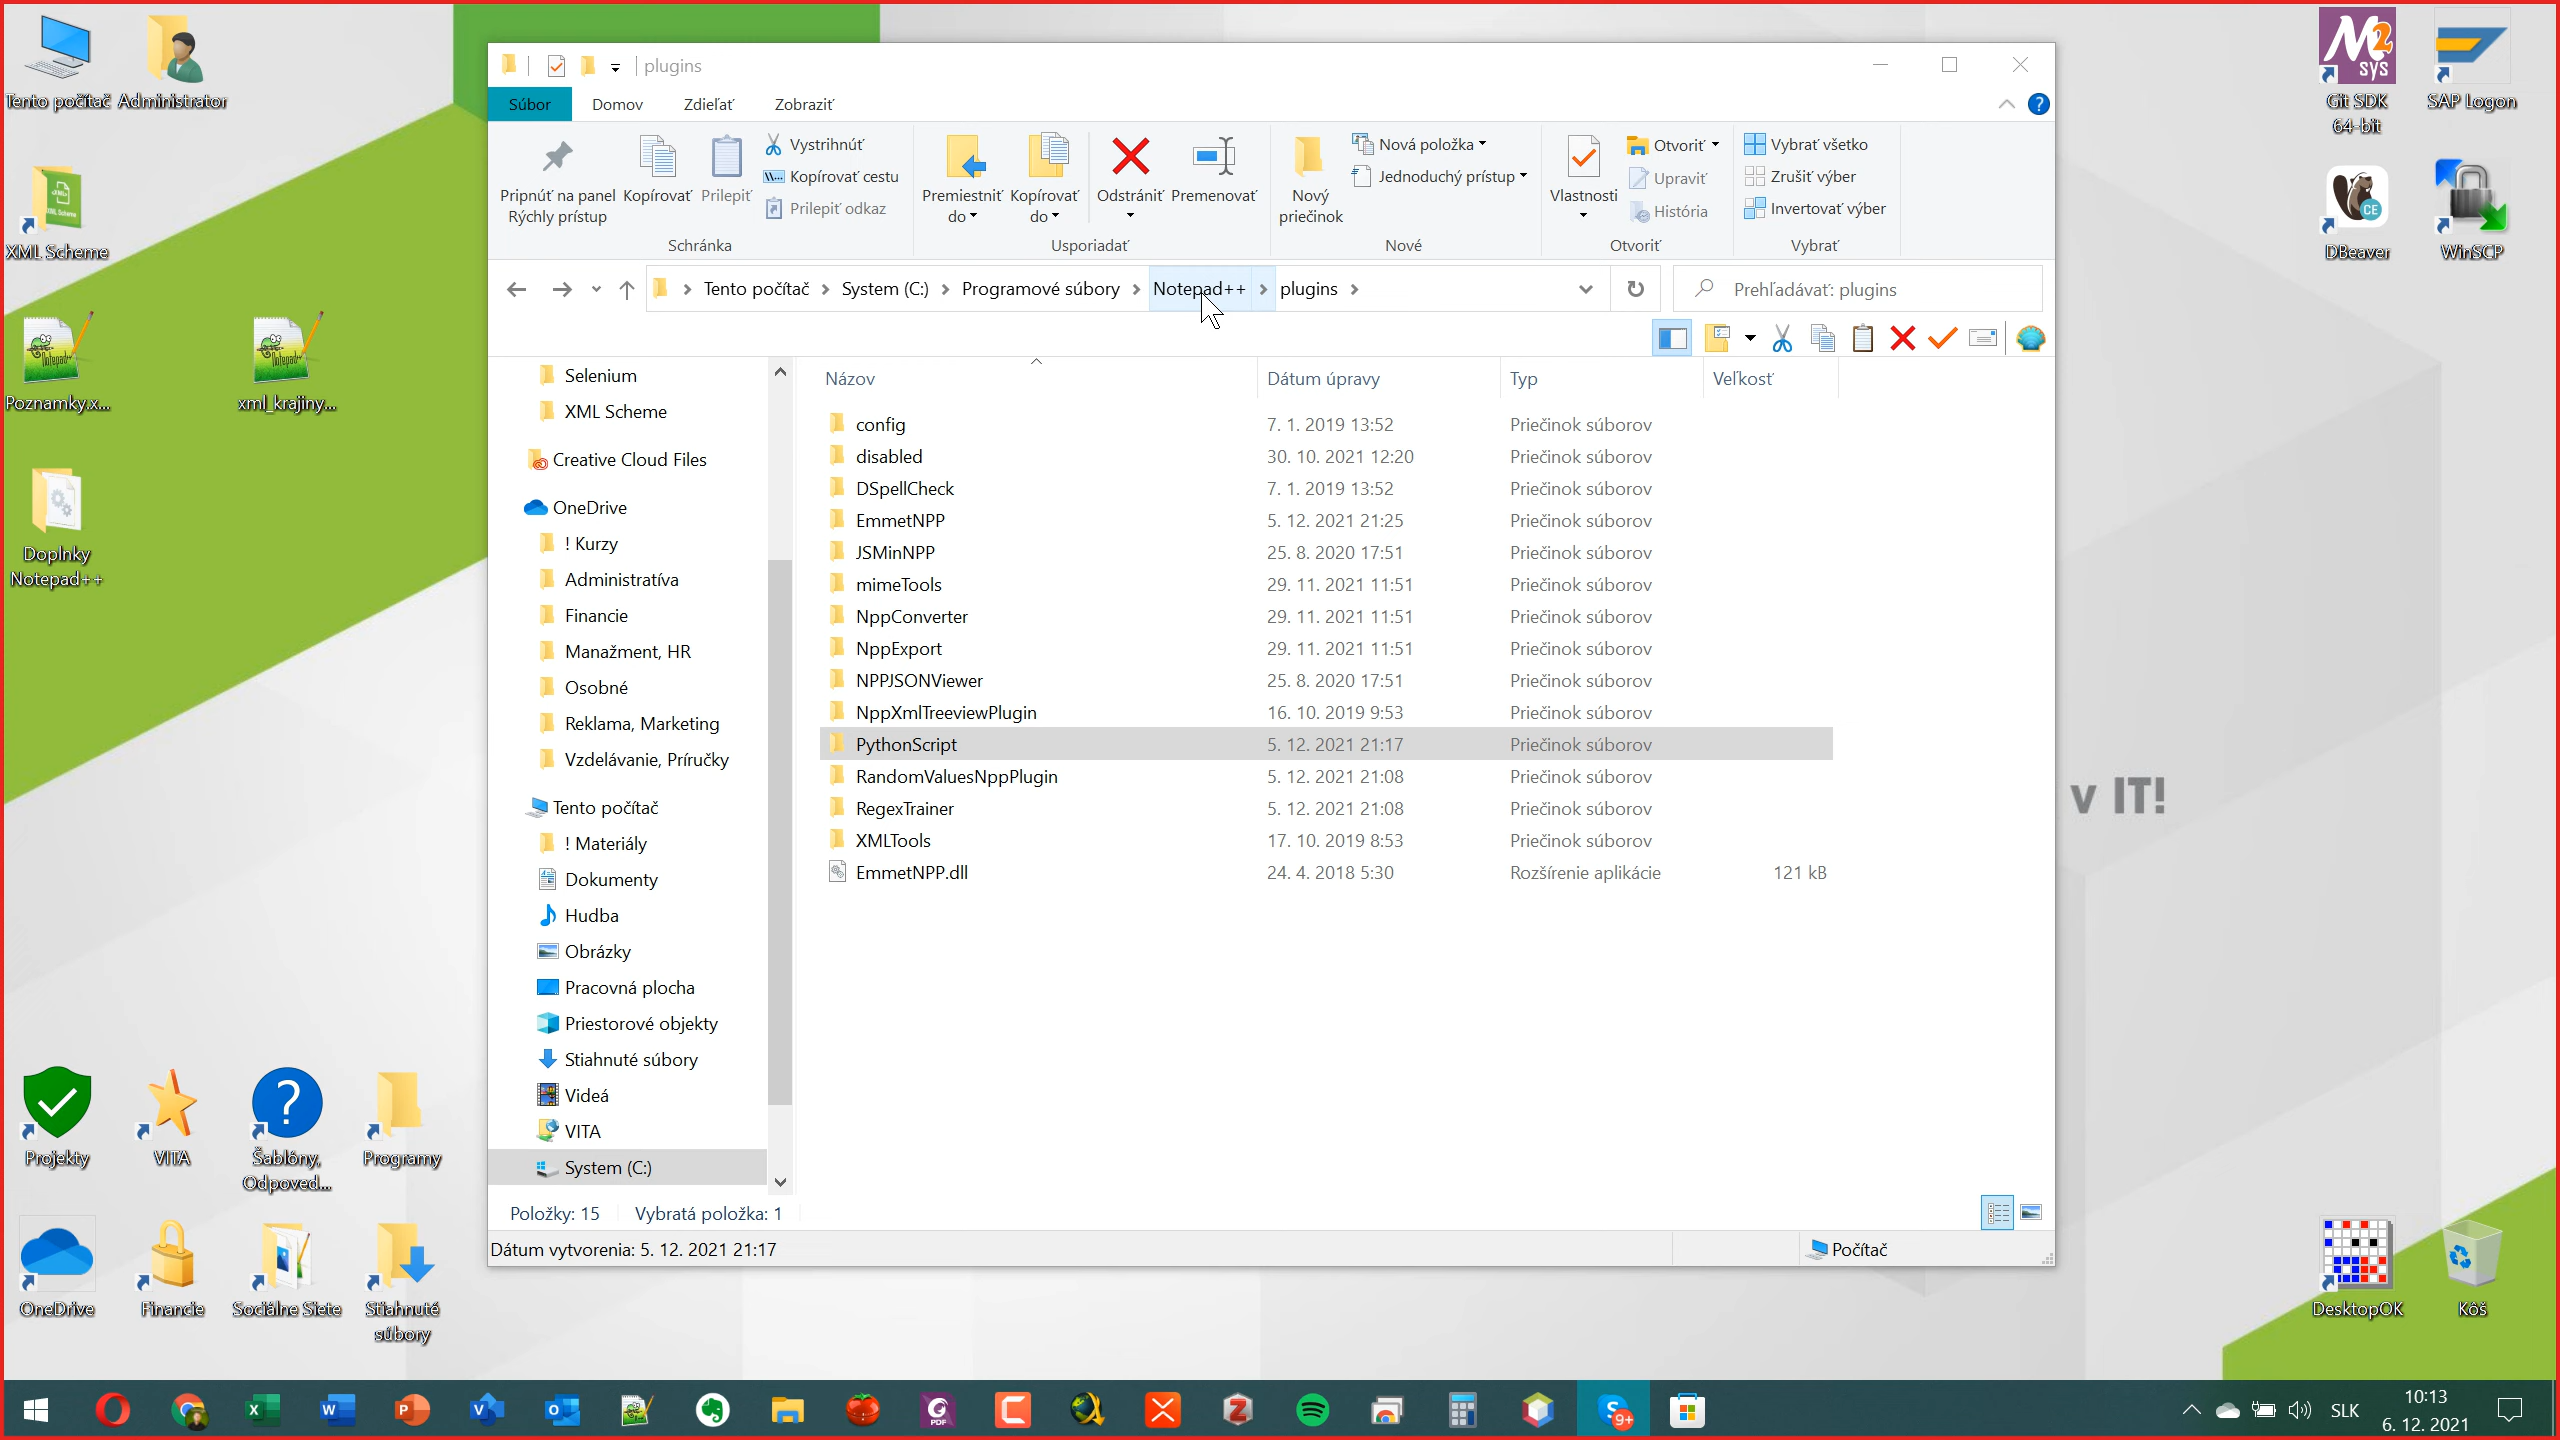 plugins
Súbor
Domov
Zdieľať
Zobraziť
Pripnúť na panel
Rýchly prístup
Kopírovať
Prilepiť
Vystrihnúť
Kopírovať cestu
Prilepiť odkaz
Schránka
Premiestniť
do
Kopírovať
do
Odstrániť
Premenovať
Usporiadať
Nový
priečinok
Nová položka
Jednoduchý prístup
Nové
Vlastnosti
Otvoriť
Upraviť
História
Otvoriť
Vybrať všetko
Zrušiť výber
Invertovať výber
Vybrať
Tento počítač
System (C:)
Programové súbory
Notepad++
plugins
Prehľadávať: plugins
Selenium
XML Scheme
Creative Cloud Files
OneDrive
! Kurzy
Administratíva
Financie
Manažment, HR
Osobné
Reklama, Marketing
Vzdelávanie, Príručky
Tento počítač
! Materiály
Dokumenty
Hudba
Obrázky
Pracovná plocha
Priestorové objekty
Stiahnuté súbory
Videá
VITA
System (C:)
Názov Dátum úpravy Typ Veľkosť
config 7. 1. 2019 13:52 Priečinok súborov
disabled 30. 10. 2021 12:20 Priečinok súborov
DSpellCheck 7. 1. 2019 13:52 Priečinok súborov
EmmetNPP 5. 12. 2021 21:25 Priečinok súborov
JSMinNPP 25. 8. 2020 17:51 Priečinok súborov
mimeTools 29. 11. 2021 11:51 Priečinok súborov
NppConverter 29. 11. 2021 11:51 Priečinok súborov
NppExport 29. 11. 2021 11:51 Priečinok súborov
NPPJSONViewer 25. 8. 2020 17:51 Priečinok súborov
NppXmlTreeviewPlugin 16. 10. 2019 9:53 Priečinok súborov
PythonScript 5. 12. 2021 21:17 Priečinok súborov
RandomValuesNppPlugin 5. 12. 2021 21:08 Priečinok súborov
RegexTrainer 5. 12. 2021 21:08 Priečinok súborov
XMLTools 17. 10. 2019 8:53 Priečinok súborov
EmmetNPP.dll 24. 4. 2018 5:30 Rozšírenie aplikácie 121 kB
Položky: 15 Vybratá položka: 1
Dátum vytvorenia: 5. 12. 2021 21:17
Počítač
Tento počítač
Administrator
XML Scheme
Poznamky.x...
xml_krajiny...
Doplnky
Notepad++
Projekty
VITA
Šablóny,
Odpoved...
Programy
OneDrive
Financie
Sociálne Siete
Stiahnuté
súbory
M2
sys
Git SDK
64-bit
SAP Logon
CE
DBeaver
WinSCP
v IT!
DesktopOK
Kôš
PDF
9+
SLK
10:13
6. 12. 2021